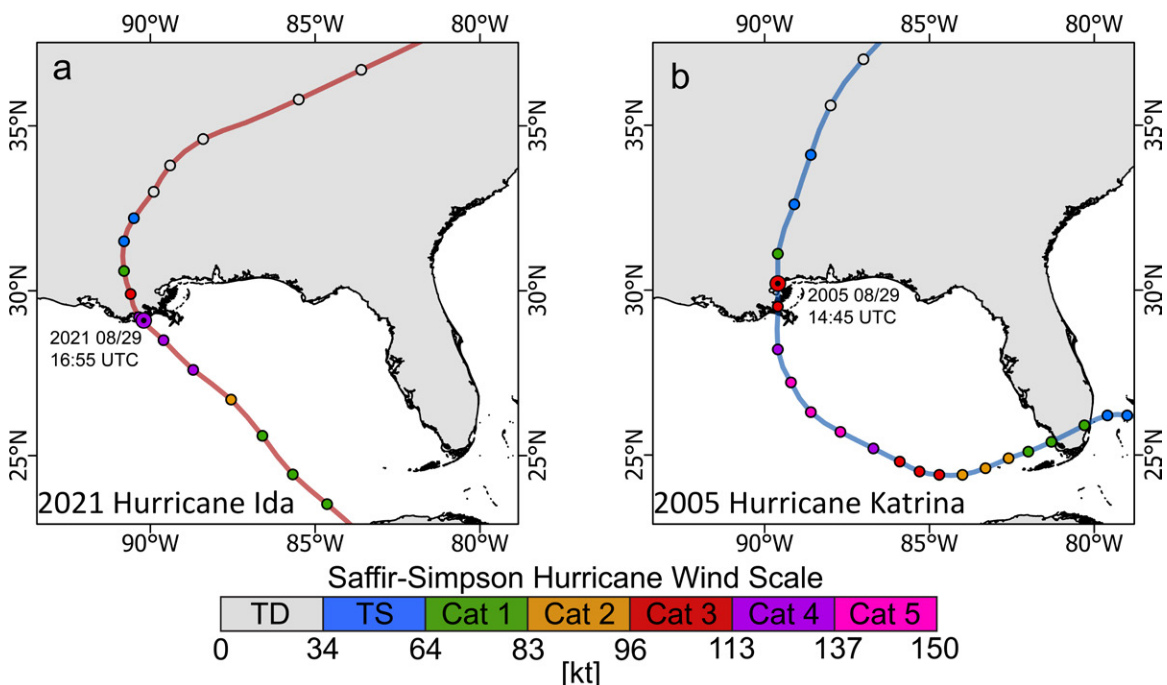 90°W 85°W 80°W
90°W 85°W 80°W
a
b
35°N
35°N
35°N
30°N
30°N
30°N
2021 08/29
16:55 UTC
2005 08/29
14:45 UTC
25°N
25°N
25°N
2021 Hurricane Ida
2005 Hurricane Katrina
90°W 85°W 80°W
90°W 85°W 80°W
Saffir-Simpson Hurricane Wind Scale
TD TS Cat 1 Cat 2 Cat 3 Cat 4 Cat 5
0 34 64 83 96 113 137 150
[kt]